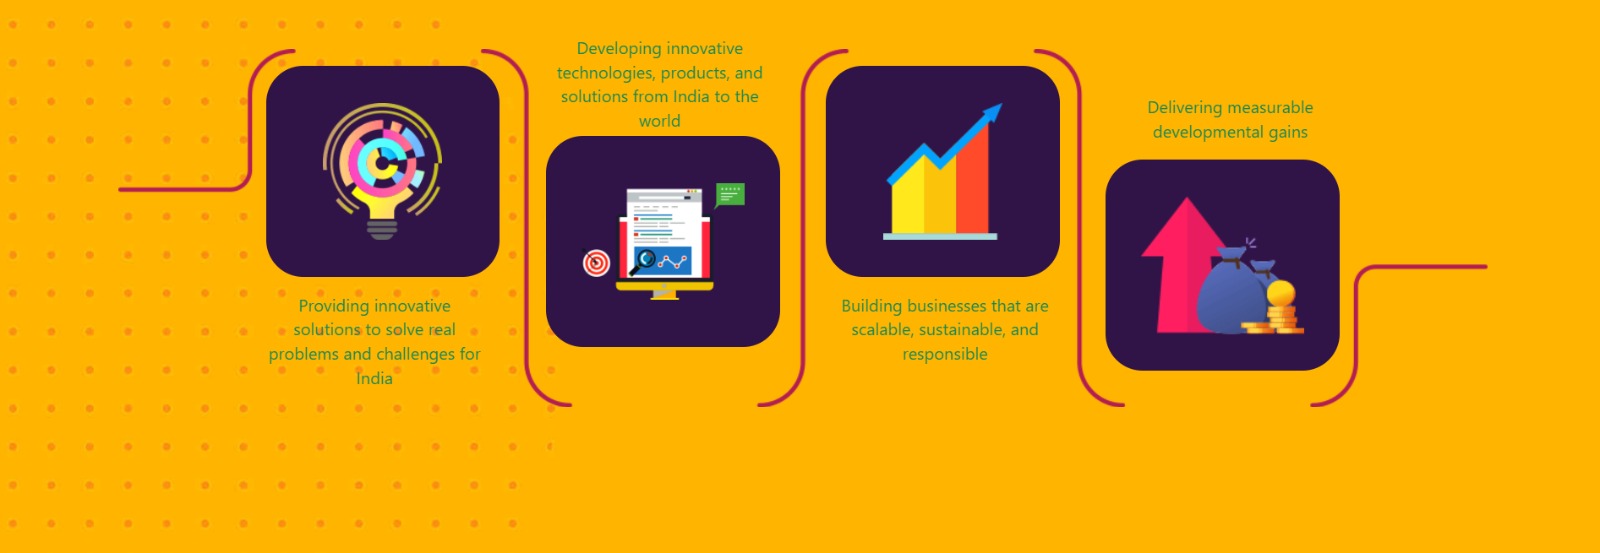 Providing innovative
solutions to solve real
problems and challenges for
India
Developing innovative
technologies, products, and
solutions from India to the
world
Building businesses that are
scalable, sustainable, and
responsible
Delivering measurable
developmental gains